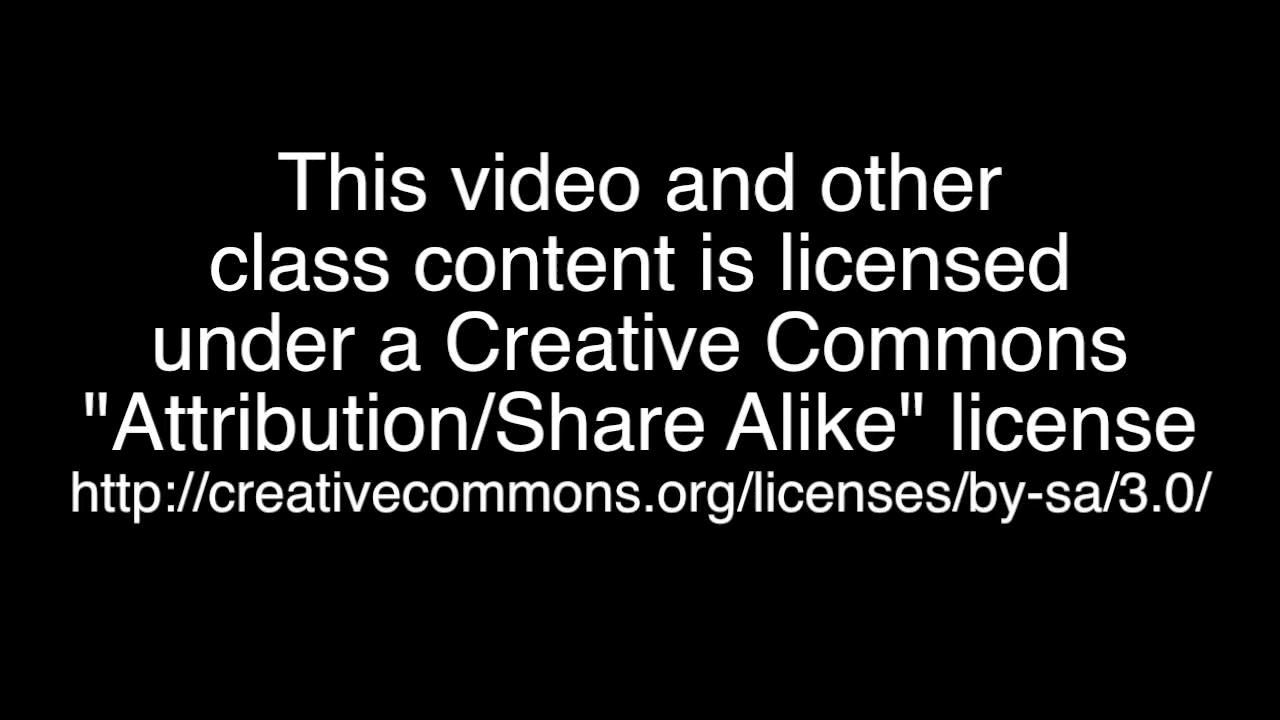 This video and other
class content is licensed
under a Creative Commons
"Attribution/Share Alike" license
http://creativecommons.org/licenses/by-sa/3.0/